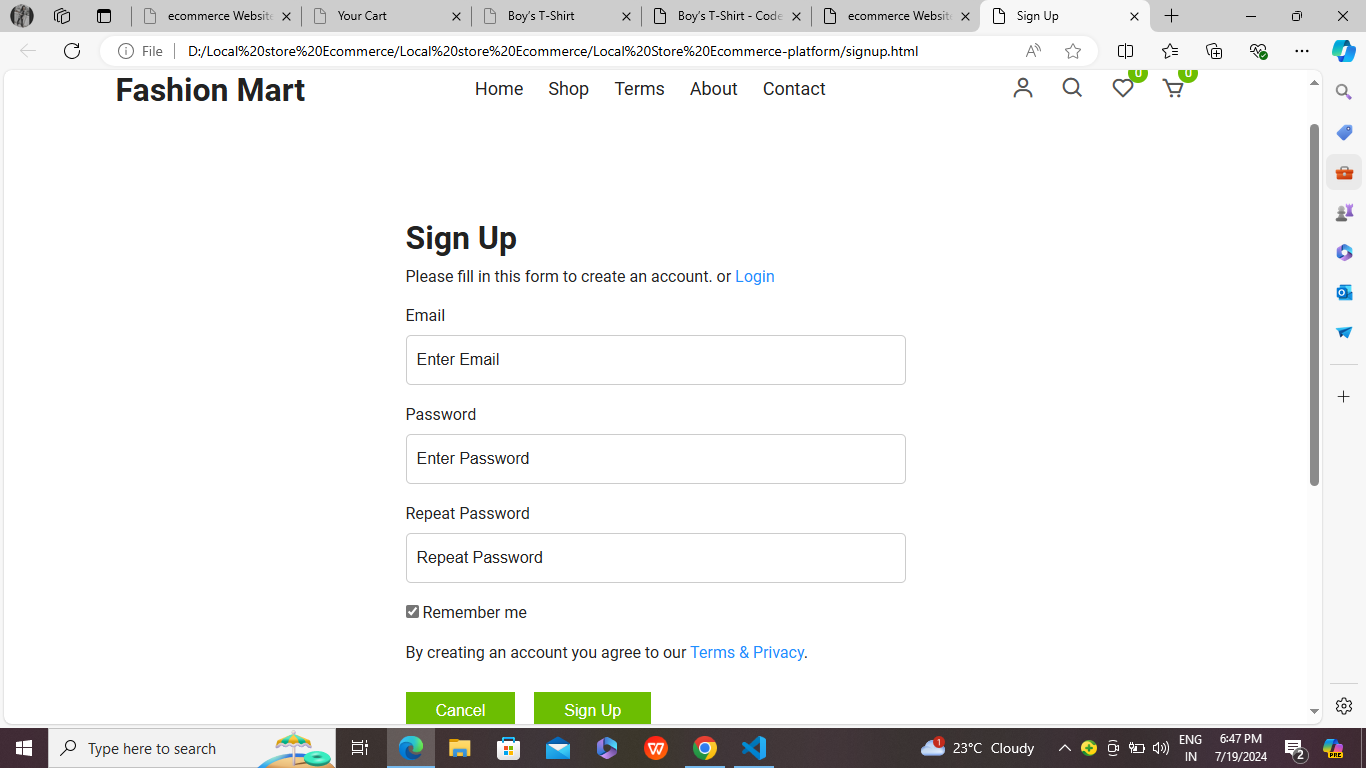 ecommerce Website
Your Cart
Boy's T-Shirt
Boy's T-Shirt - Code
ecommerce Website
Sign Up
File
D:/Local%20store%20Ecommerce/Local%20store%20Ecommerce/Local%20Store%20Ecommerce-platform/signup.html
Fashion Mart
Home
Shop
Terms
About
Contact
0
0
Sign Up
Please fill in this form to create an account. or Login
Email
Enter Email
Password
Enter Password
Repeat Password
Repeat Password
Remember me
By creating an account you agree to our Terms & Privacy.
Cancel
Sign Up
Type here to search
1
23°C Cloudy
ENG
IN
6:47 PM
7/19/2024
2
PRE